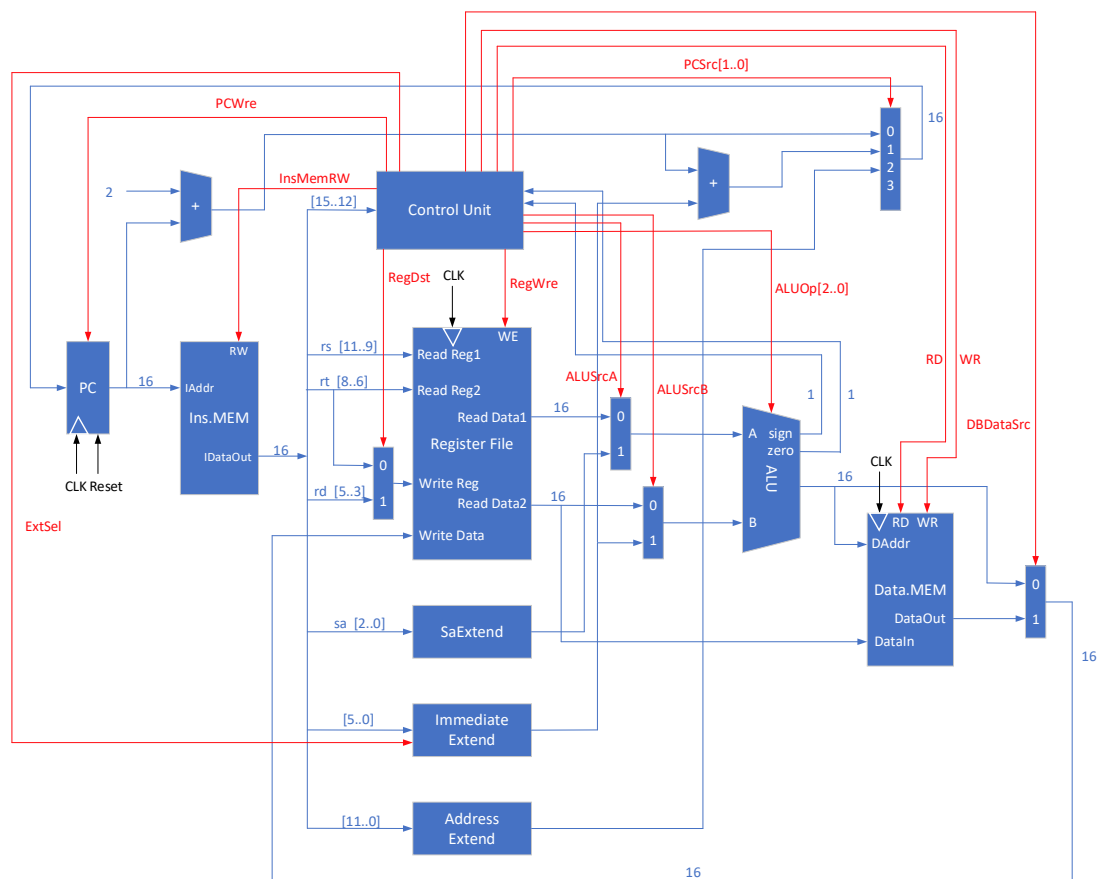 PCSrc[1..0]
PCWre
16
0
1
2
3
InsMemRW
2
+
+
[15..12]
Control Unit
RegDst
CLK
RegWre
ALUOp[2..0]
RW
WE
rs [11..9]
Read Reg1
RD
WR
PC
16
IAddr
rt [8..6]
Read Reg2
ALUSrcA
ALUSrcB
1
1
Ins.MEM
Read Data1
16
0
DBDataSrc
A
sign
Register File
zero
IDataOut
16
1
0
CLK
ALU
16
CLK
Reset
Write Reg
rd [5..3]
1
Read Data2
16
0
ExtSel
B
RD
WR
Write Data
1
DAddr
0
Data.MEM
DataOut
1
sa [2..0]
SaExtend
DataIn
16
[5..0]
Immediate
Extend
[11..0]
Address
Extend
16